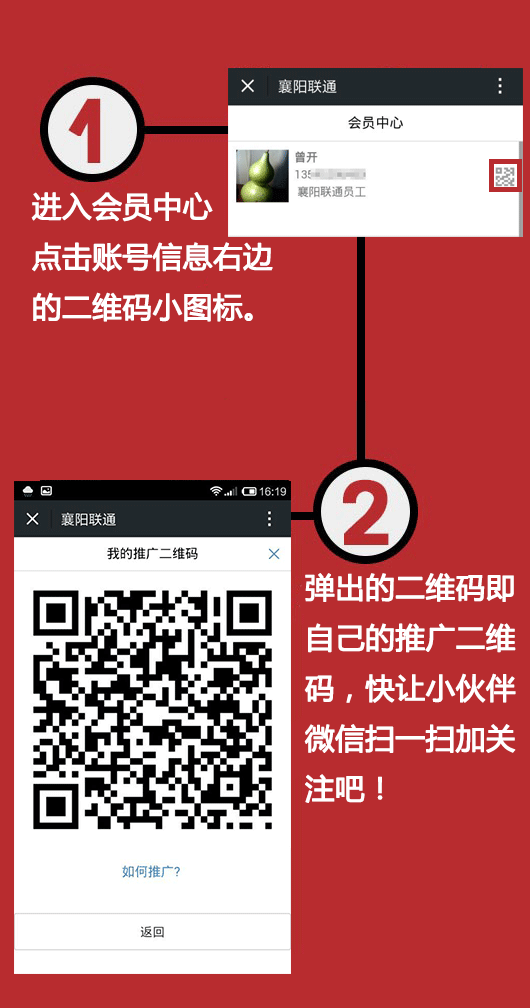 1
襄阳联通
会员中心
曾开
襄阳联通员工
进入会员中心
点击账号信息右边
的二维码小图标。
16:19
襄阳联通
我的推广二维码
如何推广?
返回
2
弹出的二维码即
自己的推广二维
码，快让小伙伴
微信扫一扫加关
注吧！